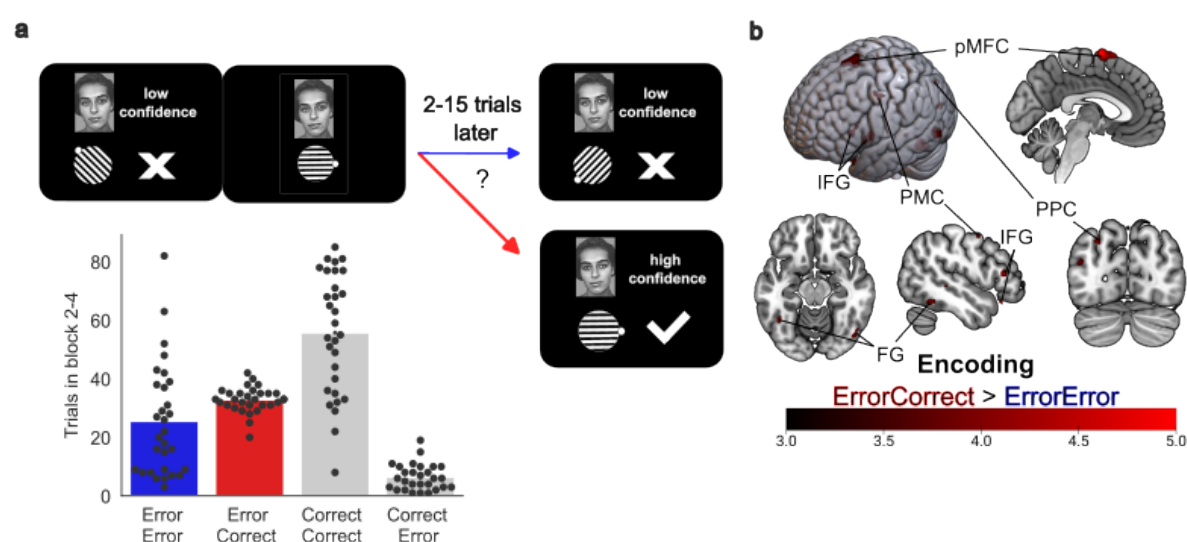 a
low
confidence
2-15 trials
later
?
low
confidence
high
confidence
Trials in block 2-4
80
60
40
20
0
Error
Error
Error
Correct
Correct
Correct
Correct
Error
b
pMFC
IFG
PMC
PPC
IFG
FG
Encoding
ErrorCorrect > ErrorError
3.0 3.5 4.0 4.5 5.0